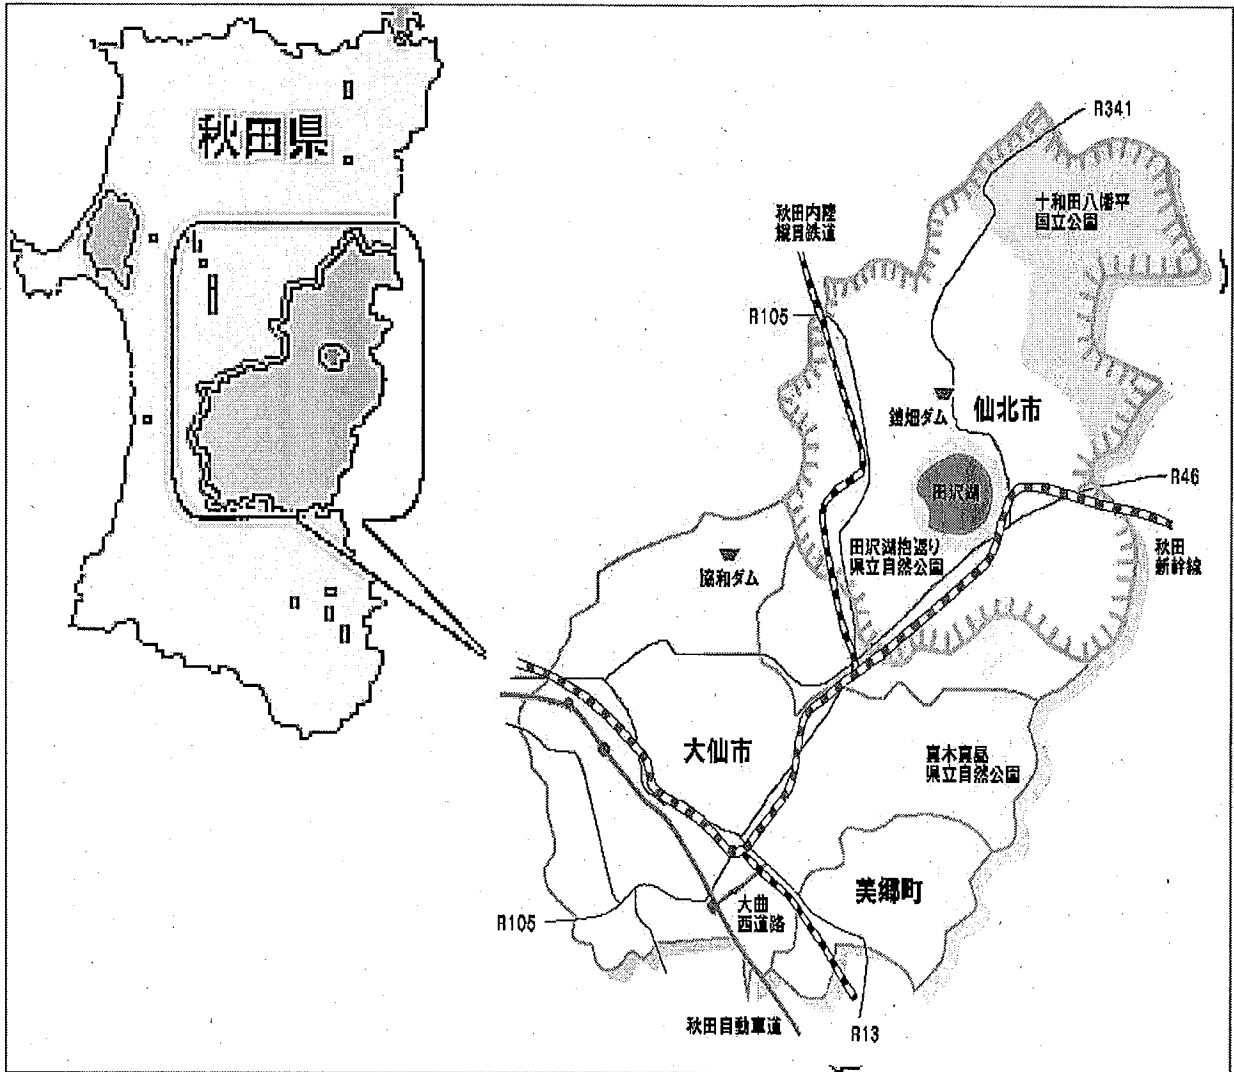 秋田県
R341
十和田八幡平
国立公園
秋田内陸
縦貫鉄道
R105
鎧畑ダム
仙北市
田沢湖
R46
秋田
新幹線
田沢湖抱返り
県立自然公園
協和ダム
大仙市
真木真昼
県立自然公園
美郷町
大曲
西道路
R105
秋田自動車道
R13